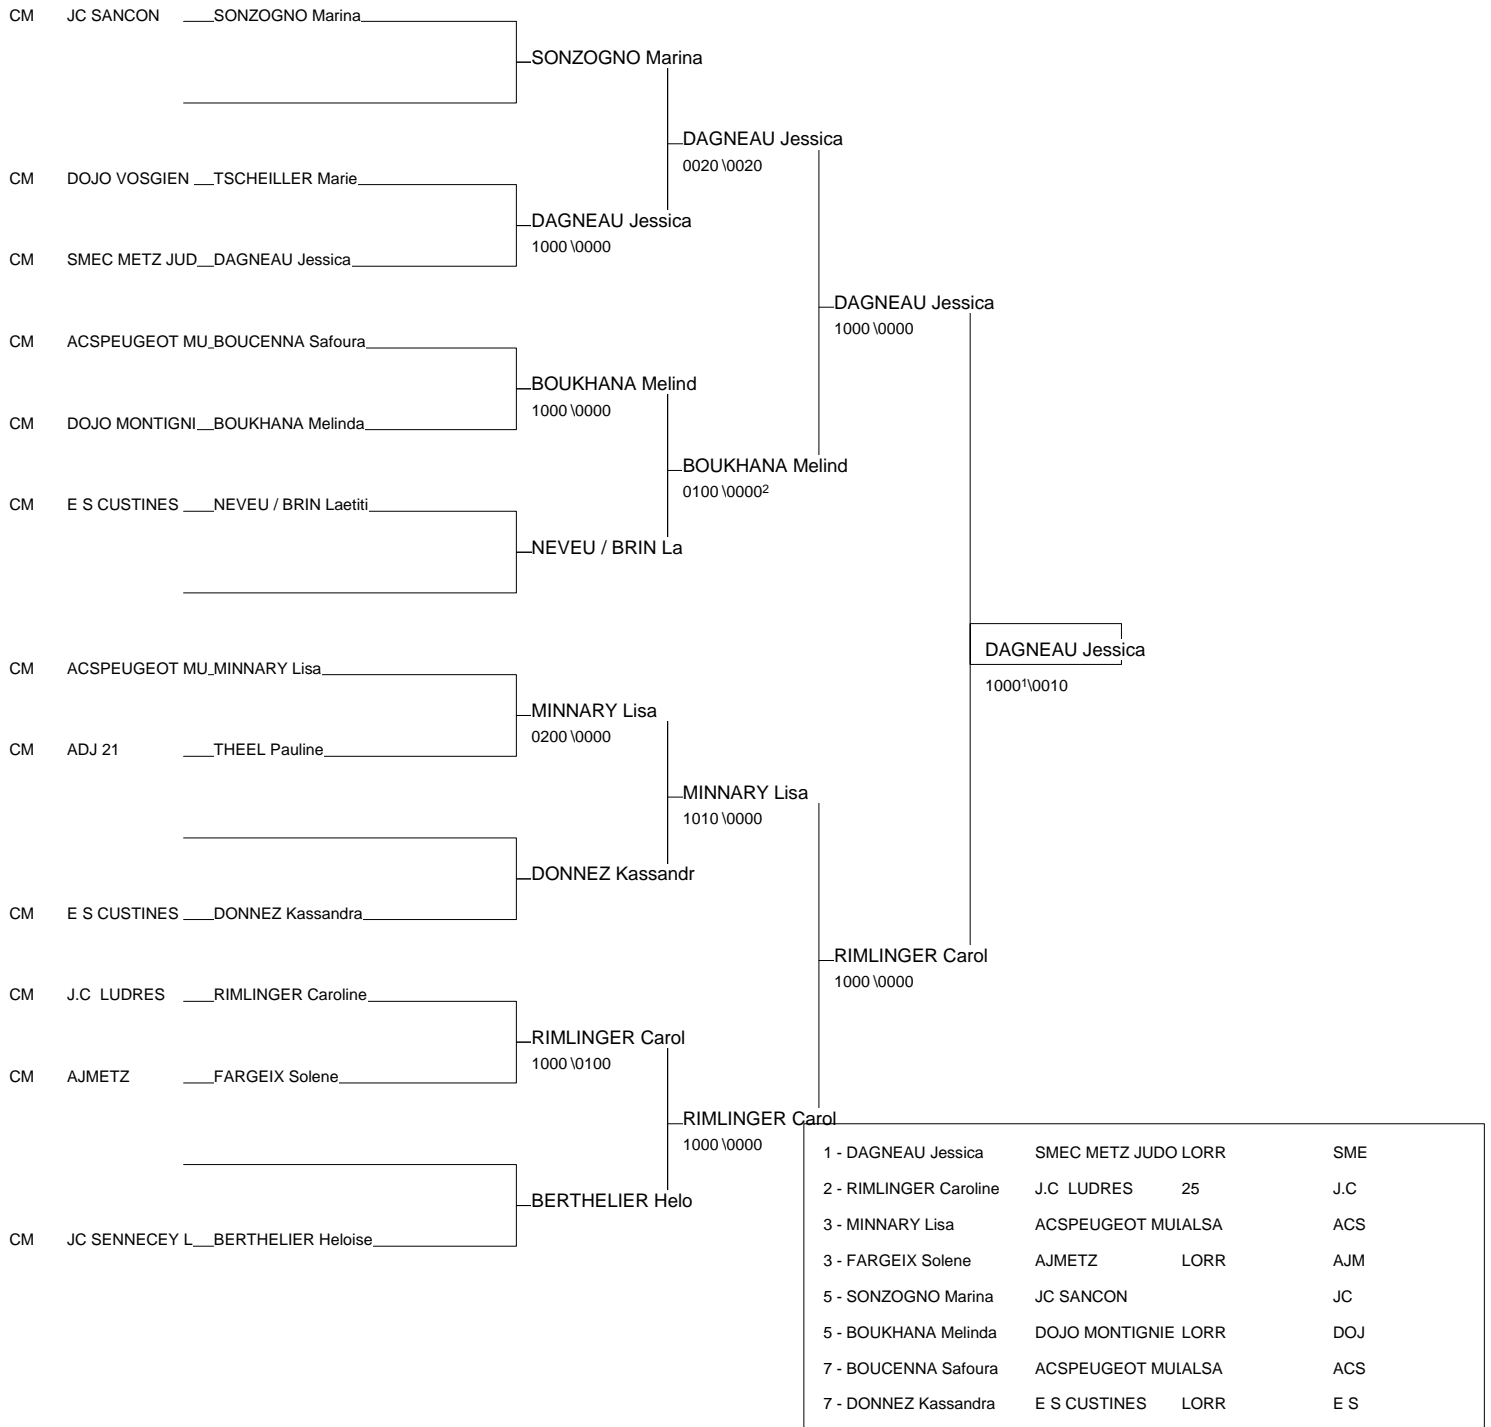 CM JC SANCON SONZOGNO Marina
SONZOGNO Marina
DAGNEAU Jessica
0020 \0020
CM DOJO VOSGIEN TSCHEILLER Marie
DAGNEAU Jessica
1000 \0000
CM SMEC METZ JUD DAGNEAU Jessica
DAGNEAU Jessica
1000 \0000
CM ACSPEUGEOT MU BOUCENNA Safoura
BOUKHANA Melind
1000 \0000
CM DOJO MONTIGNI BOUKHANA Melinda
BOUKHANA Melind
0100 \0000²
CM E S CUSTINES NEVEU / BRIN Laetiti
NEVEU / BRIN La
DAGNEAU Jessica
1000¹\0010
CM ACSPEUGEOT MU MINNARY Lisa
MINNARY Lisa
0200 \0000
CM ADJ 21 THEEL Pauline
MINNARY Lisa
1010 \0000
DONNEZ Kassandr
CM E S CUSTINES DONNEZ Kassandra
RIMLINGER Carol
1000 \0000
CM J.C LUDRES RIMLINGER Caroline
RIMLINGER Carol
1000 \0100
CM AJMETZ FARGEIX Solene
RIMLINGER Carol
1000 \0000
BERTHELIER Helo
CM JC SENNECEY L BERTHELIER Heloise
1 - DAGNEAU Jessica SMEC METZ JUDO LORR SME
2 - RIMLINGER Caroline J.C LUDRES 25 J.C
3 - MINNARY Lisa ACSPEUGEOT MUL ALSA ACS
3 - FARGEIX Solene AJMETZ LORR AJM
5 - SONZOGNO Marina JC SANCON JC
5 - BOUKHANA Melinda DOJO MONTIGNIE LORR DOJ
7 - BOUCENNA Safoura ACSPEUGEOT MUL ALSA ACS
7 - DONNEZ Kassandra E S CUSTINES LORR E S